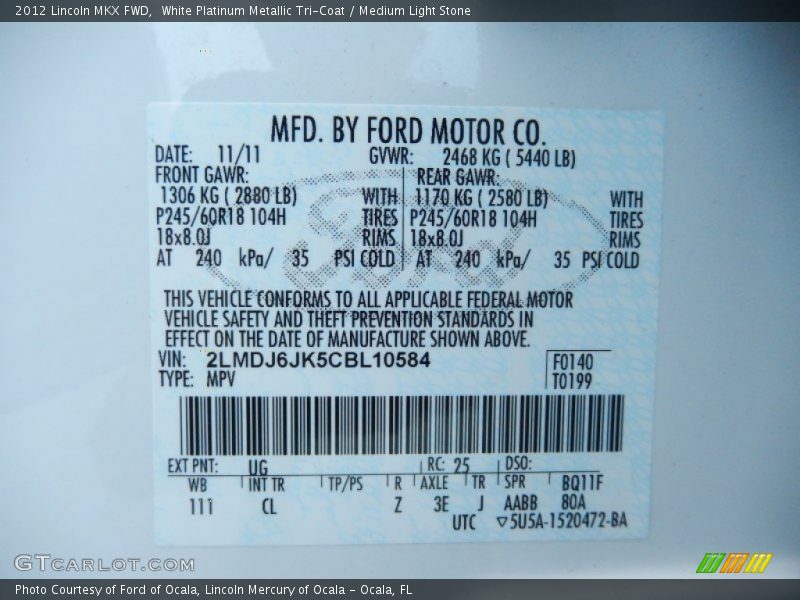 2012 Lincoln MKX FWD, White Platinum Metallic Tri-Coat / Medium Light Stone
MFD. BY FORD MOTOR CO.
DATE: 11/11 GVWR: 2468 KG ( 5440 LB)
FRONT GAWR: REAR GAWR:
1306 KG ( 2880 LB) WITH 1170 KG ( 2580 LB) WITH
P245/60R18 104H TIRES P245/60R18 104H TIRES
18x8.0J RIMS 18x8.0J RIMS
AT 240 kPa/ 35 PSI COLD AT 240 kPa/ 35 PSI COLD
Ford
THIS VEHICLE CONFORMS TO ALL APPLICABLE FEDERAL MOTOR
VEHICLE SAFETY AND THEFT PREVENTION STANDARDS IN
EFFECT ON THE DATE OF MANUFACTURE SHOWN ABOVE.
VIN: 2LMDJ6JK5CBL10584 F0140
TYPE: MPV T0199
EXT PNT: UG RC: 25 DSO:
WB INT TR TP/PS R AXLE TR SPR BQ11F
111 CL Z 3E J AABB 80A
UTC ▽5U5A-1520472-BA
GTCarlot.com
Photo Courtesy of Ford of Ocala, Lincoln Mercury of Ocala - Ocala, FL